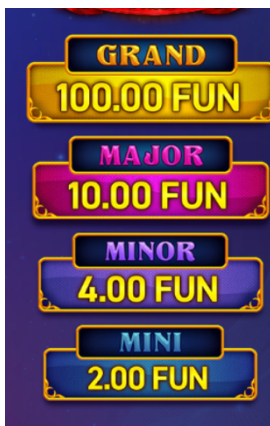 GRAND
100.00 FUN
MAJOR
10.00 FUN
MINOR
4.00 FUN
MINI
2.00 FUN